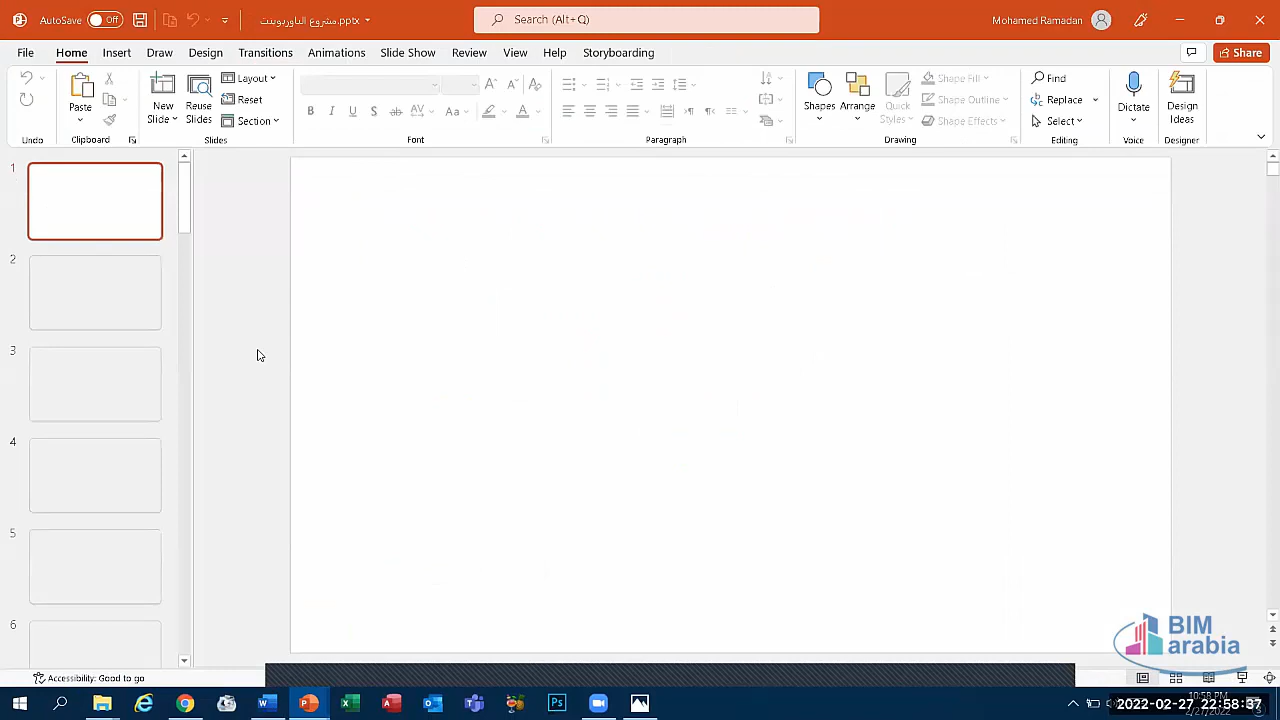 AutoSave Off
مشروع الباوربوينت.pptx
Search (Alt+Q)
Mohamed Ramadan
File Home Insert Draw Design Transitions Animations Slide Show Review View Help Storyboarding
Share
Paste
New Slide
Reuse Slides
Layout
Reset
Section
B I U S ab AV Aa A
Shapes
Arrange
Quick Styles
Shape Fill
Shape Outline
Shape Effects
Find
Replace
Select
Dictate
Design Ideas
Undo Clipboard Slides Font Paragraph Drawing Editing Voice Designer
1
2
3
4
5
6
BIM
arabia
Accessibility: Good to go
2022-02-27 22:58:37